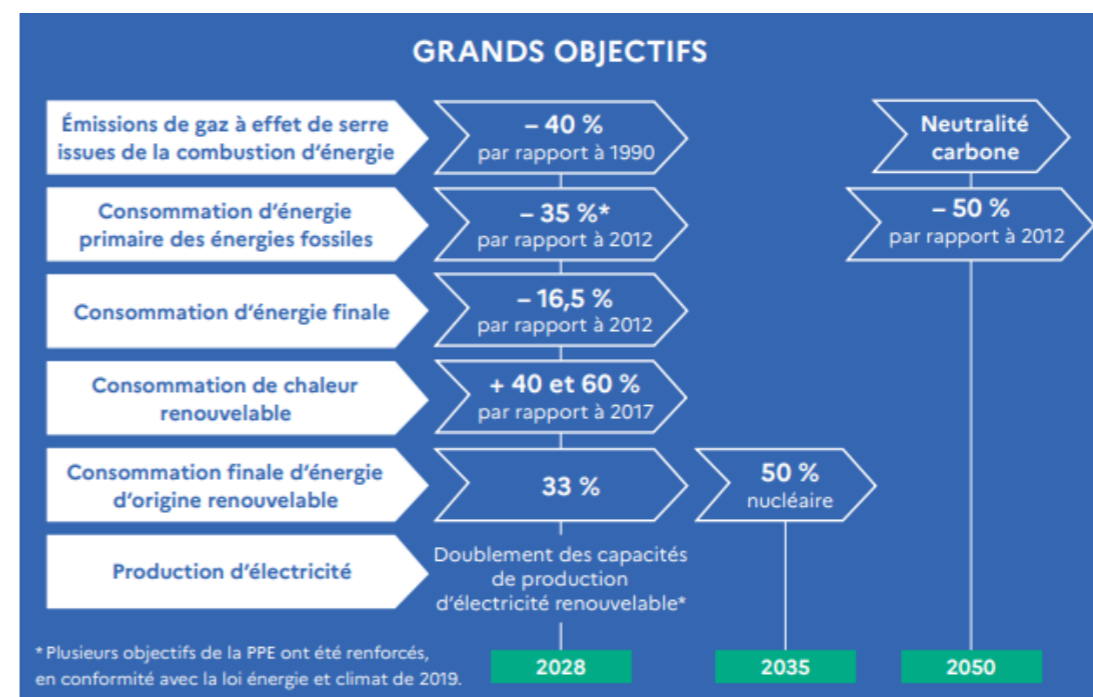 GRANDS OBJECTIFS
Émissions de gaz à effet de serre
issues de la combustion d'énergie
– 40 %
par rapport à 1990
Neutralité
carbone
Consommation d'énergie
primaire des énergies fossiles
– 35 %*
par rapport à 2012
– 50 %
par rapport à 2012
Consommation d'énergie finale
– 16,5 %
par rapport à 2012
Consommation de chaleur
renouvelable
+ 40 et 60 %
par rapport à 2017
Consommation finale d'énergie
d'origine renouvelable
33 %
50 %
nucléaire
Production d'électricité
Doublement des capacités
de production
d'électricité renouvelable*
* Plusieurs objectifs de la PPE ont été renforcés,
en conformité avec la loi énergie et climat de 2019.
2028
2035
2050